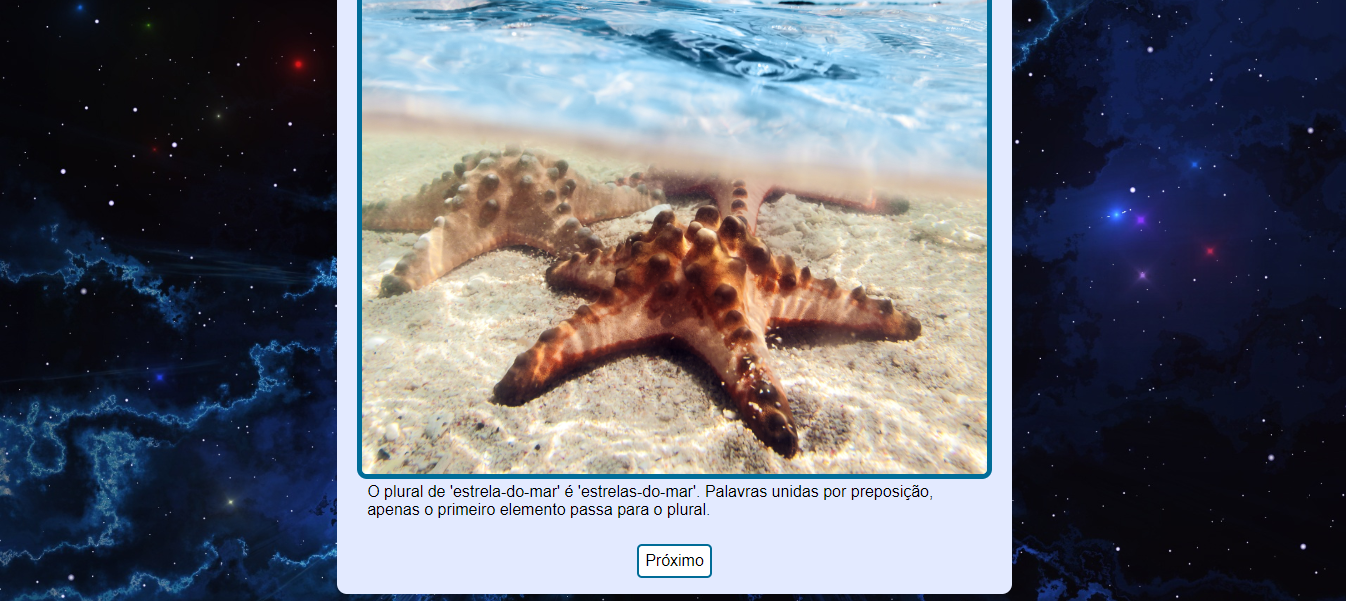 O plural de 'estrela-do-mar' é 'estrelas-do-mar'. Palavras unidas por preposição,
apenas o primeiro elemento passa para o plural.
Próximo